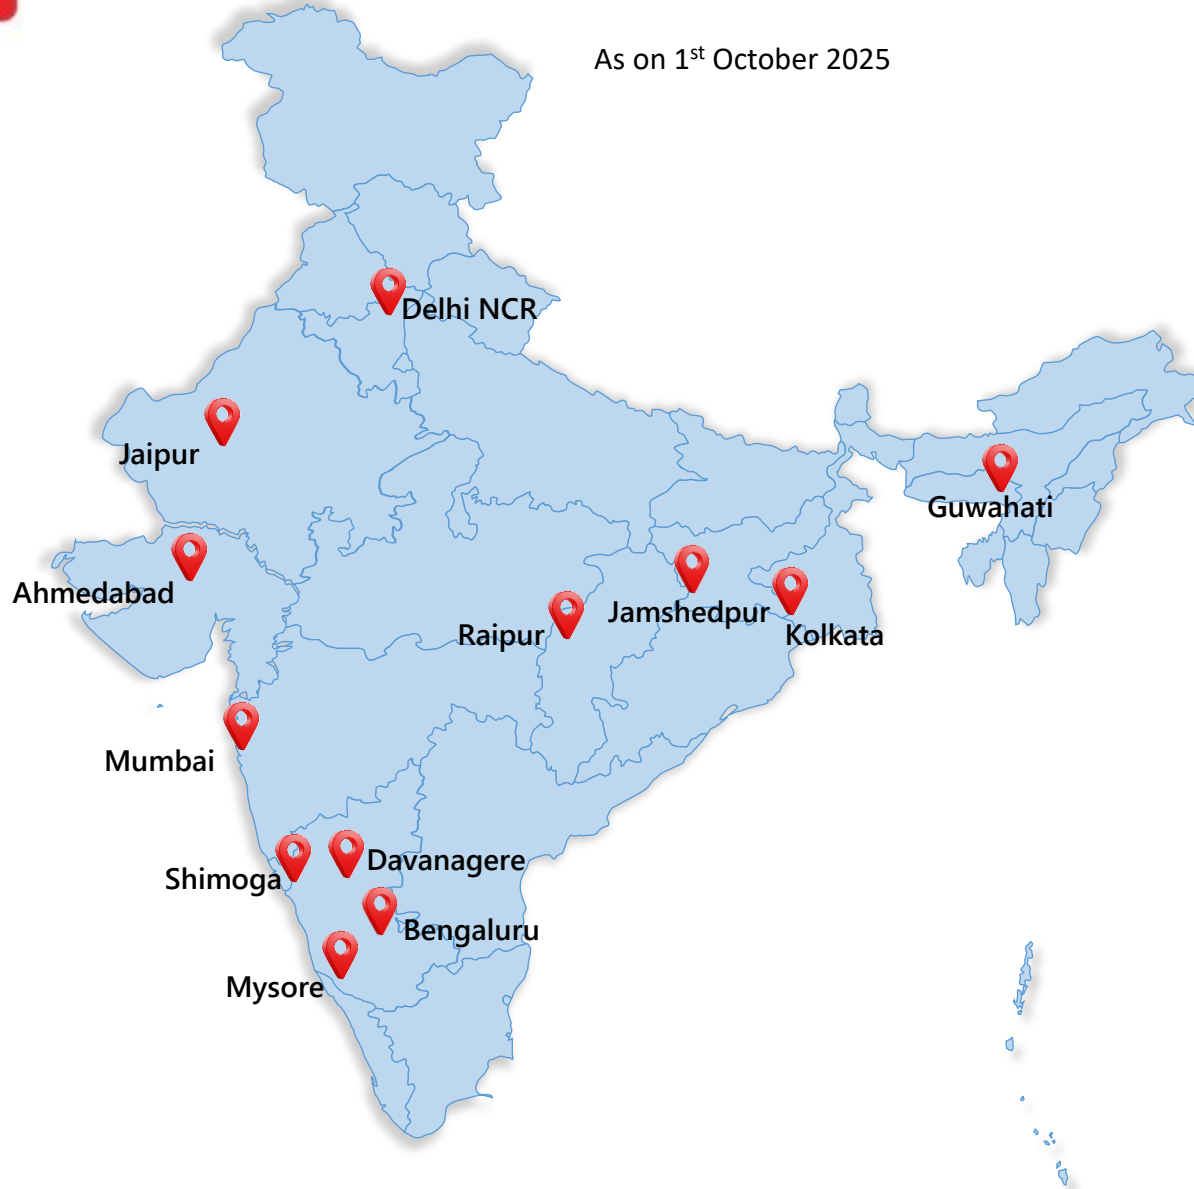 As on 1st October 2025
Delhi NCR
Jaipur
Guwahati
Ahmedabad
Jamshedpur
Raipur
Kolkata
Mumbai
Davanagere
Shimoga
Bengaluru
Mysore